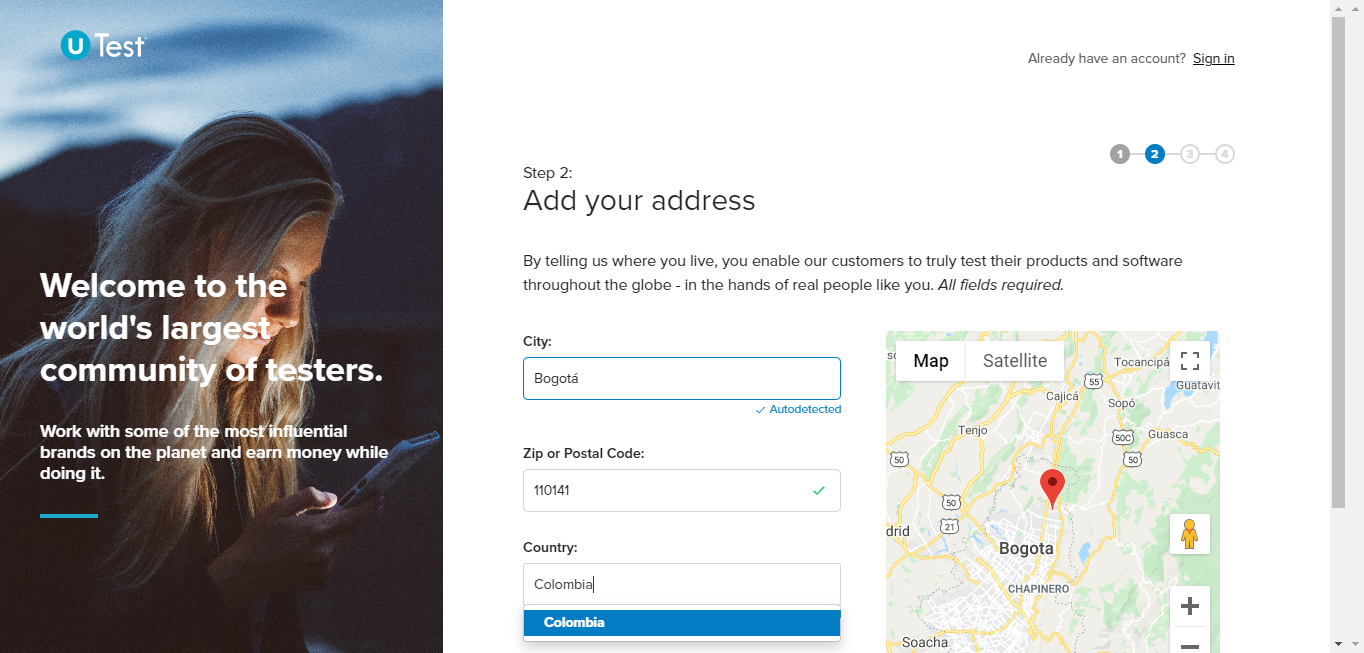 U Test
Welcome to the
world's largest
community of testers.
Work with some of the most influential
brands on the planet and earn money while
doing it.
Already have an account? Sign in
1 2 3 4
Step 2:
Add your address
By telling us where you live, you enable our customers to truly test their products and software
throughout the globe - in the hands of real people like you. All fields required.
City:
Bogotá
Autodetected
Zip or Postal Code:
110141
Country:
Colombia
Colombia
Map
Satellite
Tocancipá
55
Guatavit
Cajicá
Sopó
Tenjo
50C
Guasca
50
50
50
21
drid
Bogota
CHAPINERO
Soacha